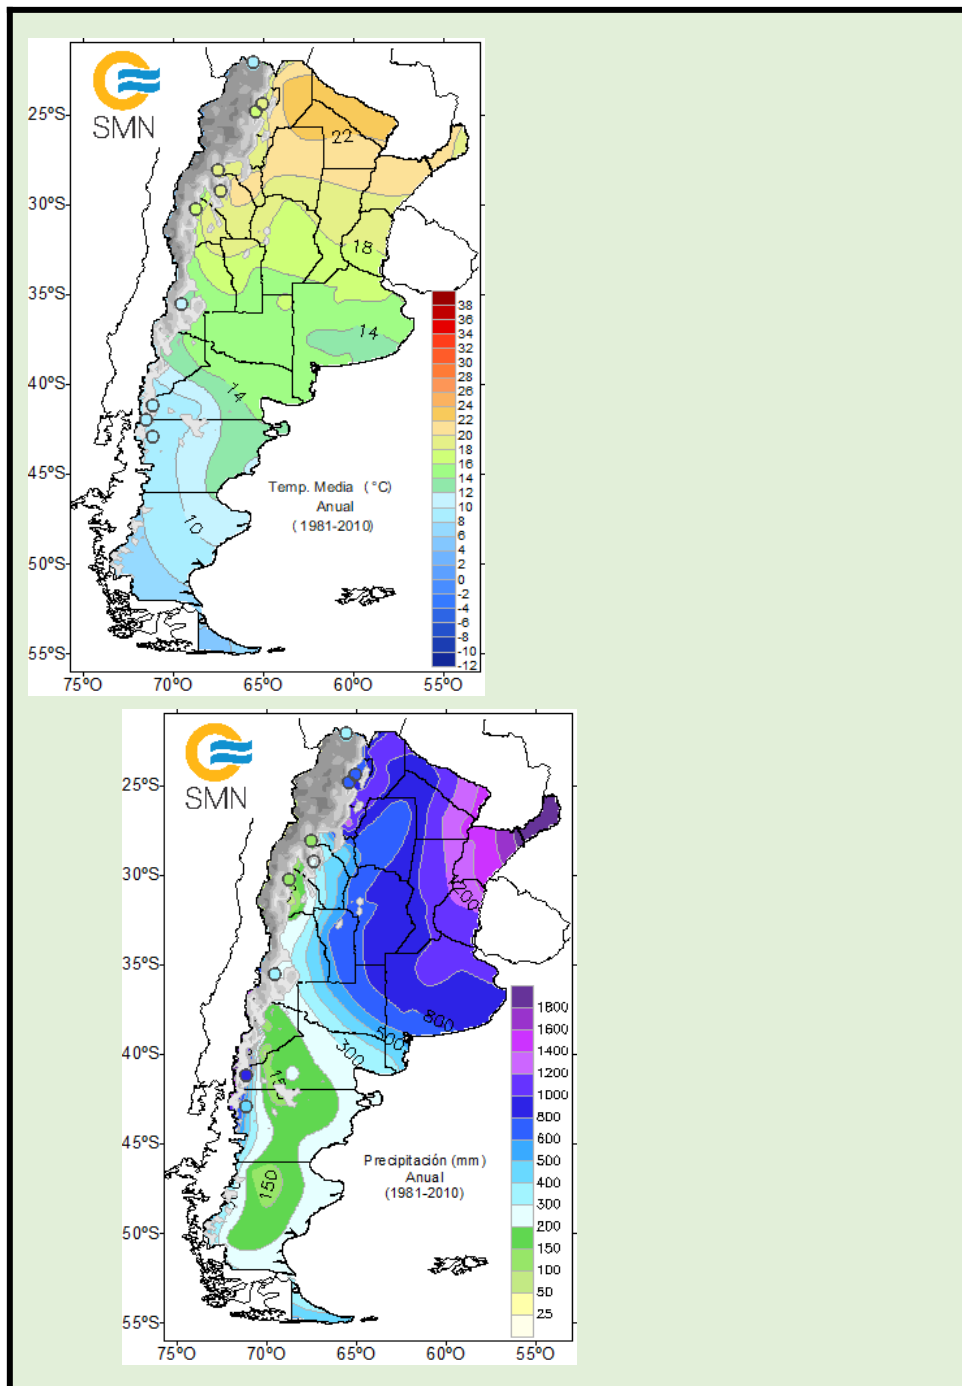 SMN
25ºS
30ºS
35ºS
40ºS
45ºS
50ºS
55ºS
22
18
14
14
10
Temp. Media (°C)
Anual
(1981-2010)
38
36
34
32
30
28
26
24
22
20
18
16
14
12
10
8
6
4
2
0
-2
-4
-6
-8
-10
-12
75ºO
70ºO
65ºO
60ºO
55ºO
SMN
25ºS
30ºS
35ºS
40ºS
45ºS
50ºS
55ºS
800
500
300
150
Precipitación (mm)
Anual
(1981-2010)
1800
1600
1400
1200
1000
800
600
500
400
300
200
150
100
50
25
75ºO
70ºO
65ºO
60ºO
55ºO